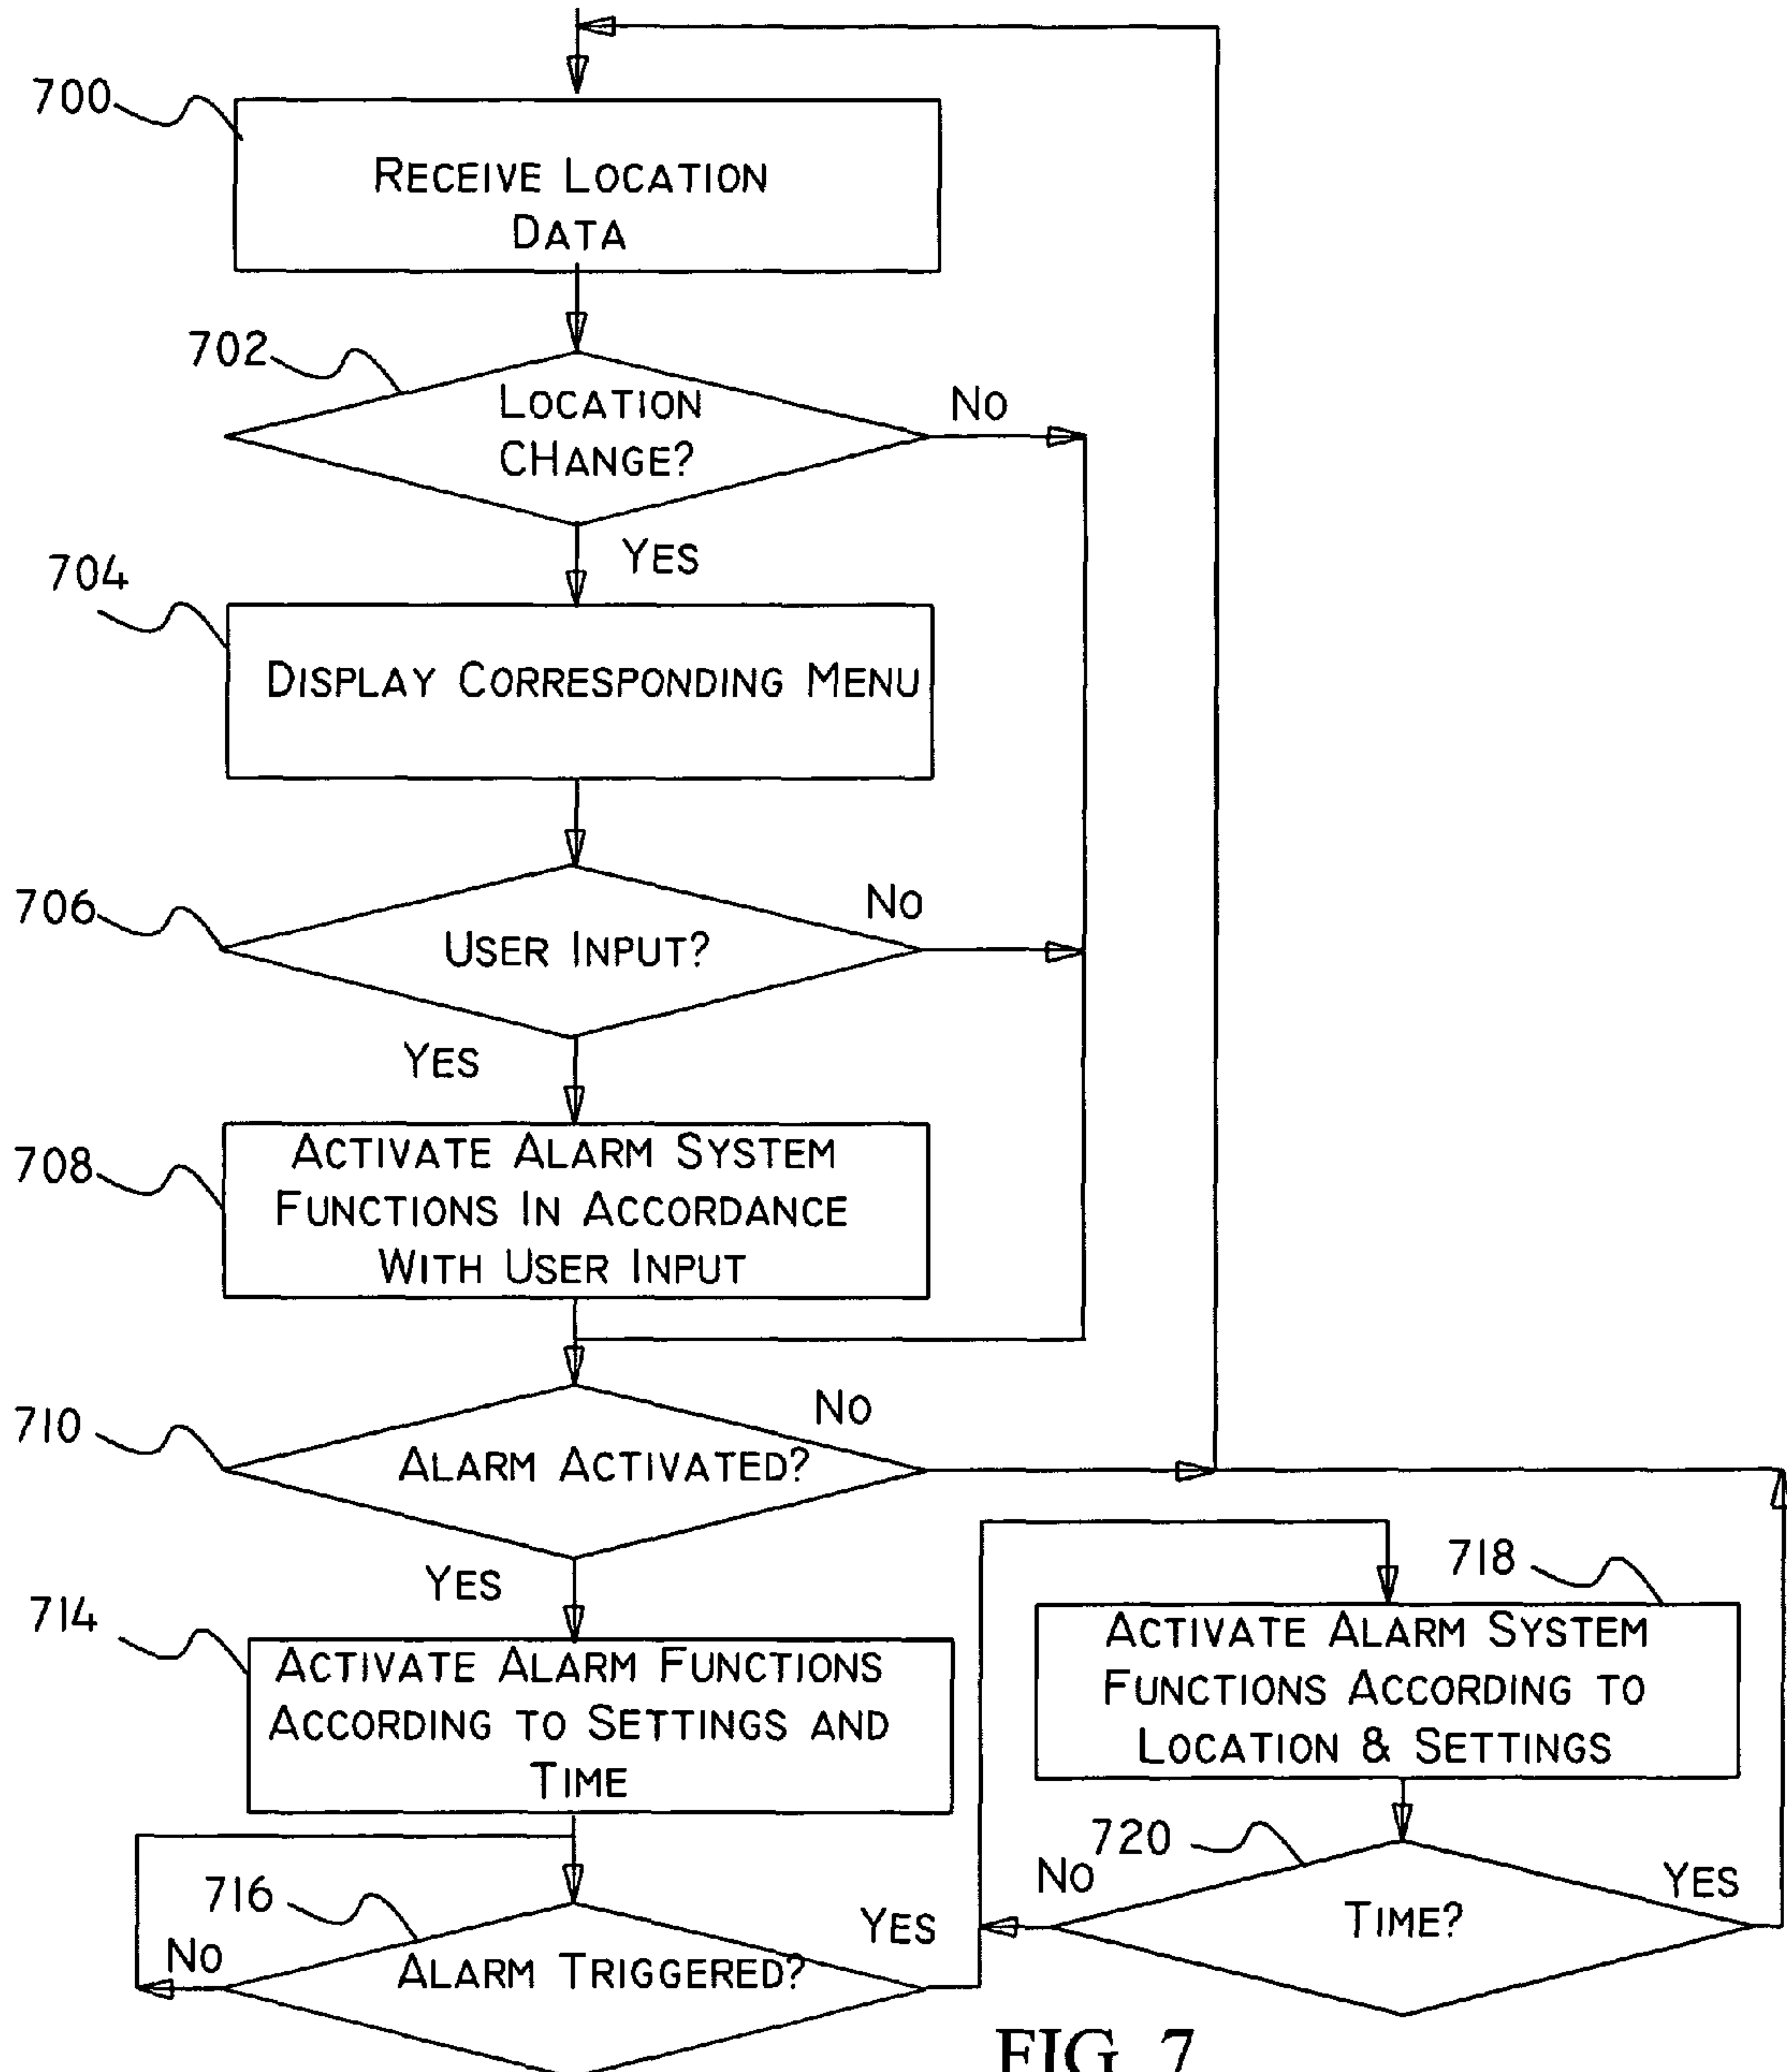 700
RECEIVE LOCATION
DATA
702
LOCATION
CHANGE?
NO
YES
704
DISPLAY CORRESPONDING MENU
706
USER INPUT?
NO
YES
708
ACTIVATE ALARM SYSTEM
FUNCTIONS IN ACCORDANCE
WITH USER INPUT
710
ALARM ACTIVATED?
NO
YES
714
ACTIVATE ALARM FUNCTIONS
ACCORDING TO SETTINGS AND
TIME
716
ALARM TRIGGERED?
NO
YES
718
ACTIVATE ALARM SYSTEM
FUNCTIONS ACCORDING TO
LOCATION & SETTINGS
720
TIME?
NO
YES
FIG. 7